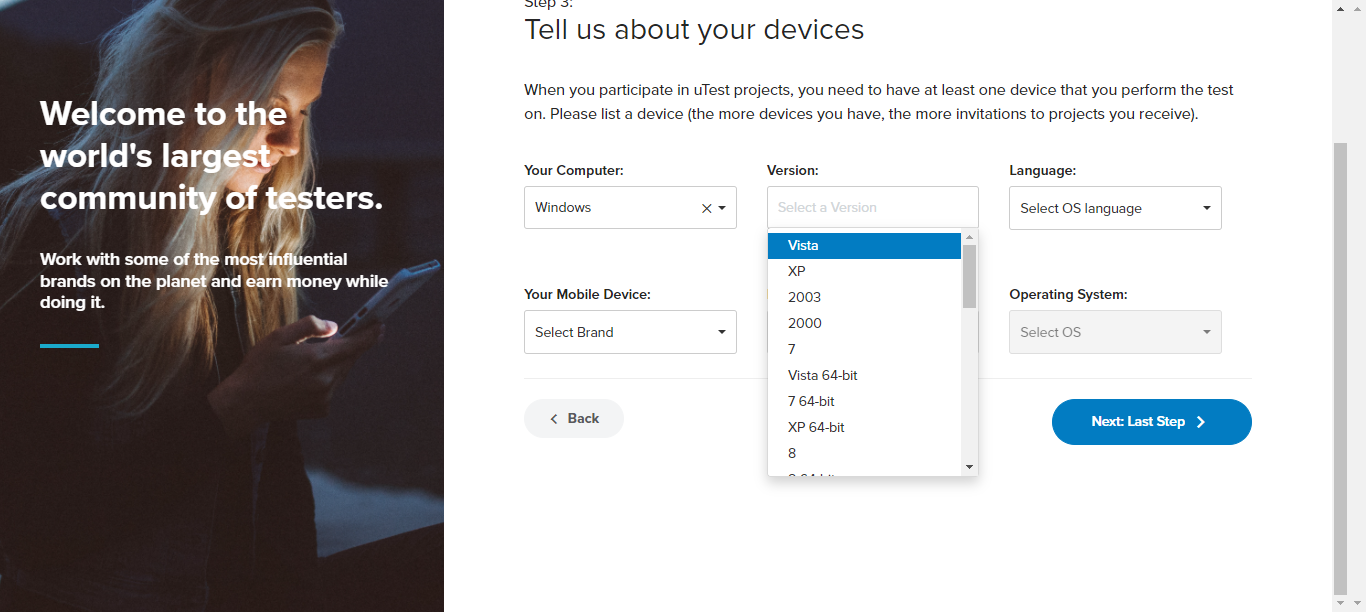 Step 3:
Tell us about your devices
Welcome to the
world's largest
community of testers.
Work with some of the most influential
brands on the planet and earn money while
doing it.
When you participate in uTest projects, you need to have at least one device that you perform the test
on. Please list a device (the more devices you have, the more invitations to projects you receive).
Your Computer:
Windows
Version:
Select a Version
Vista
XP
2003
2000
7
Vista 64-bit
7 64-bit
XP 64-bit
8
Language:
Select OS language
Your Mobile Device:
Select Brand
Operating System:
Select OS
Back
Next: Last Step